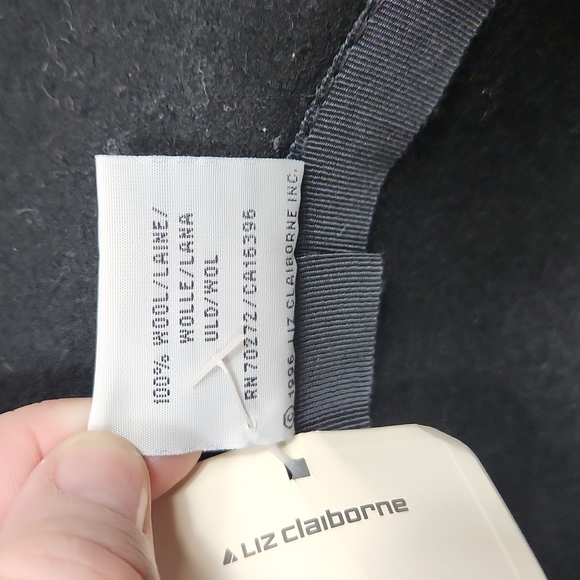 100% WOOL/LAINE/
WOLLE/LANA
ULD/WOL
RN 70272/CA16396
© 1996 LIZ CLAIBORNE INC.
LIZ claiborne